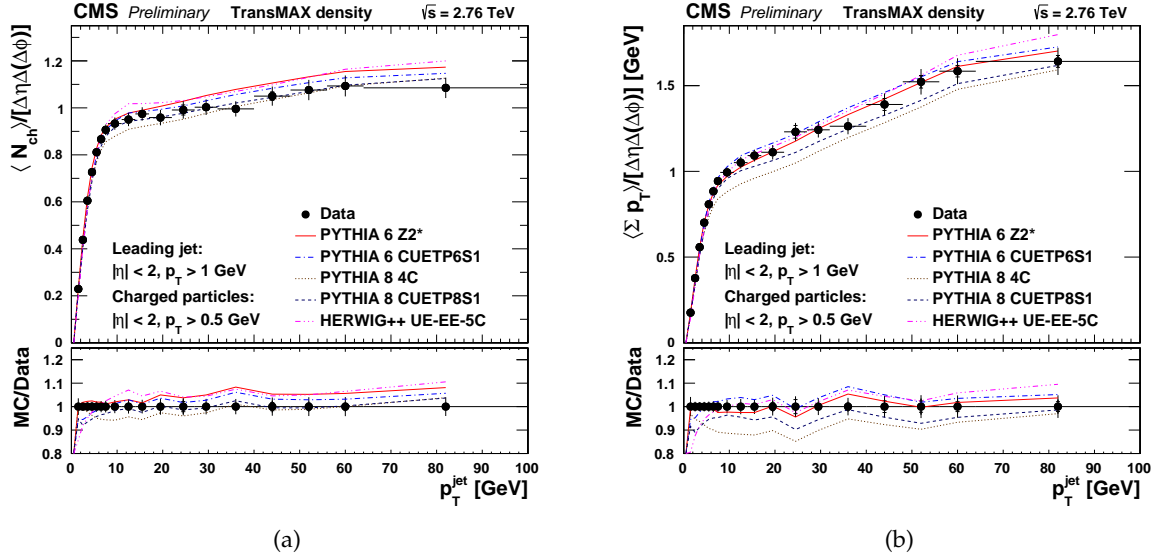 CMS Preliminary TransMAX density √s = 2.76 TeV
⟨ N_ch⟩/[ΔηΔ(Δϕ)]
1.2
1
0.8
0.6
0.4
0.2
0
Data
PYTHIA 6 Z2*
PYTHIA 6 CUETP6S1
PYTHIA 8 4C
PYTHIA 8 CUETP8S1
HERWIG++ UE-EE-5C
Leading jet:
|η| < 2, p_T > 1 GeV
Charged particles:
|η| < 2, p_T > 0.5 GeV
MC/Data
1.2
1.1
1
0.9
0.8
0 10 20 30 40 50 60 70 80 90 100
p_T^jet [GeV]
(a)
CMS Preliminary TransMAX density √s = 2.76 TeV
⟨Σ p_T⟩/[ΔηΔ(Δϕ)] [GeV]
1.5
1
0.5
0
Data
PYTHIA 6 Z2*
PYTHIA 6 CUETP6S1
PYTHIA 8 4C
PYTHIA 8 CUETP8S1
HERWIG++ UE-EE-5C
Leading jet:
|η| < 2, p_T > 1 GeV
Charged particles:
|η| < 2, p_T > 0.5 GeV
MC/Data
1.2
1.1
1
0.9
0.8
0 10 20 30 40 50 60 70 80 90 100
p_T^jet [GeV]
(b)